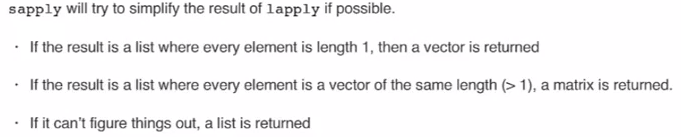 sapply will try to simplify the result of lapply if possible.
· If the result is a list where every element is length 1, then a vector is returned
· If the result is a list where every element is a vector of the same length (> 1), a matrix is returned.
· If it can't figure things out, a list is returned